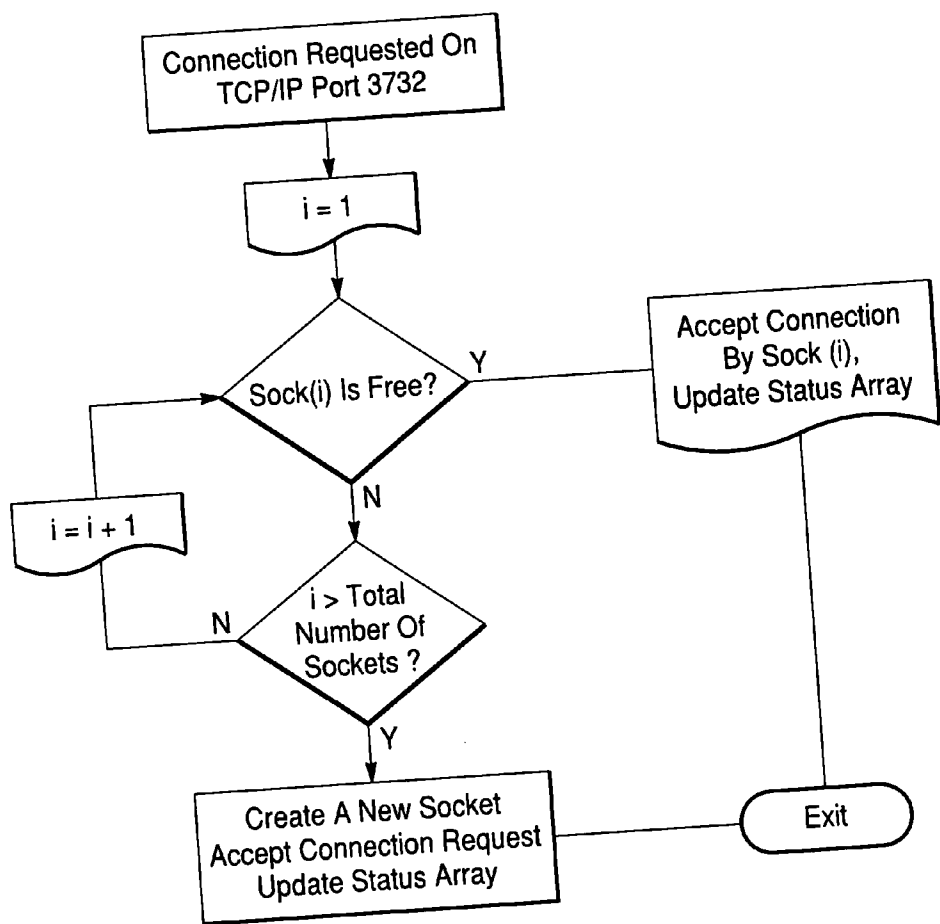 Connection Requested On
TCP/IP Port 3732
i = 1
Sock(i) Is Free?
Y
Accept Connection
By Sock (i),
Update Status Array
N
i = i + 1
i > Total
Number Of
Sockets ?
N
Y
Create A New Socket
Accept Connection Request
Update Status Array
Exit